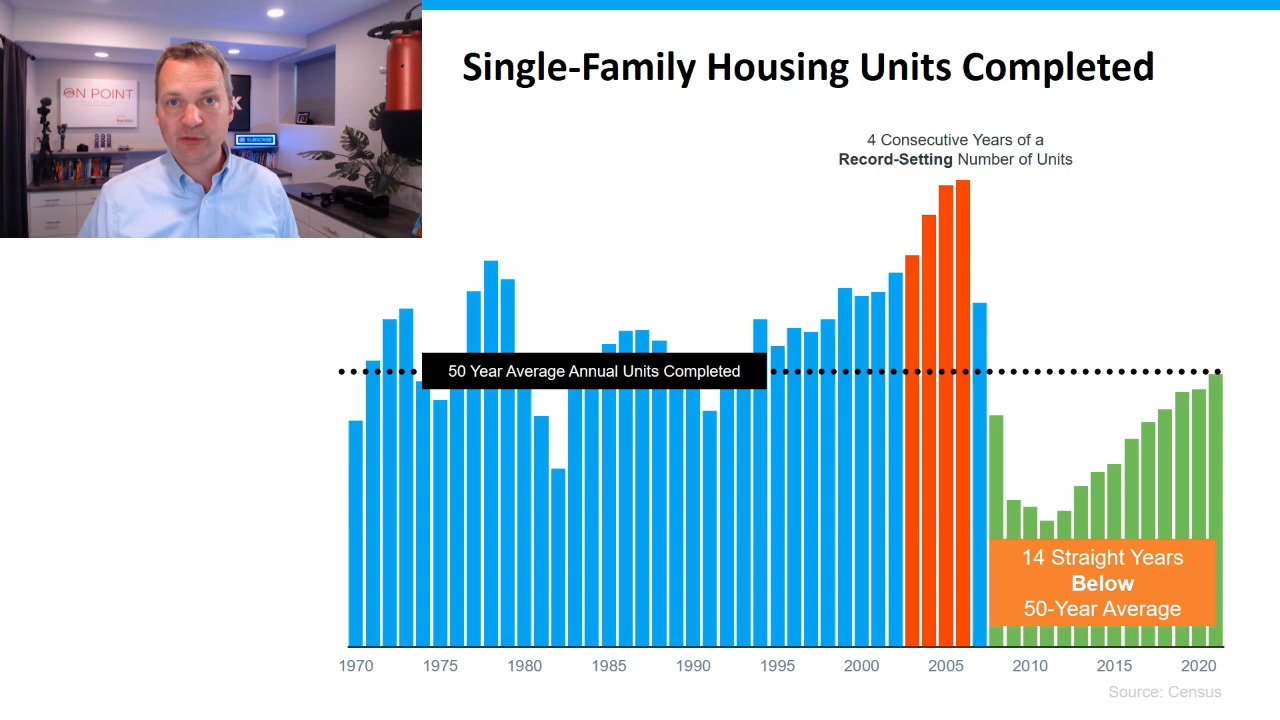 ON POINT
SUBSCRIBE
Single-Family Housing Units Completed
4 Consecutive Years of a
Record-Setting Number of Units
50 Year Average Annual Units Completed
14 Straight Years
Below
50-Year Average
1970 1975 1980 1985 1990 1995 2000 2005 2010 2015 2020
Source: Census